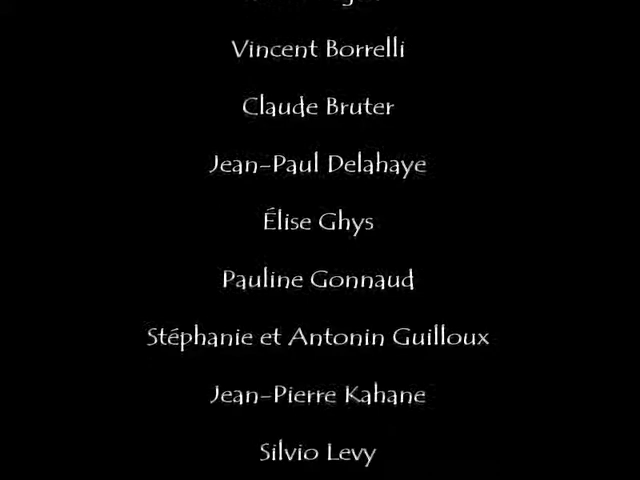 Vincent Borrelli
Claude Bruter
Jean-Paul Delahaye
Élise Ghys
Pauline Gonnaud
Stéphanie et Antonin Guilloux
Jean-Pierre Kahane
Silvio Levy